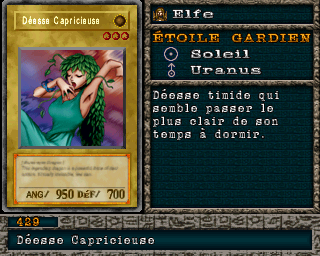 Déesse Capricieuse
ANG/ 950 DéF/ 700
Elfe
ÉTOILE GARDIEN
Soleil
Uranus
Déesse timide qui
semble passer le
plus clair de son
temps à dormir.
429
Déesse Capricieuse